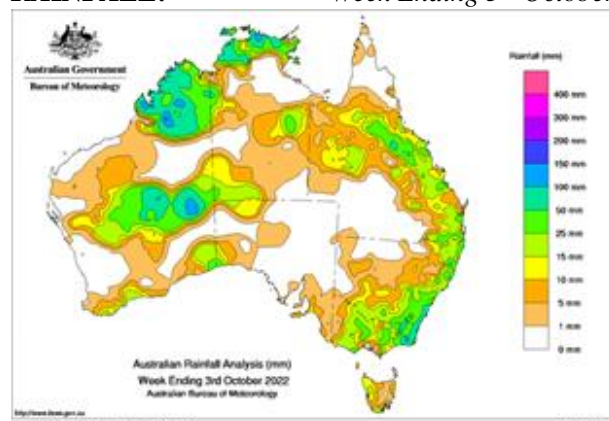 Week Ending 3rd October
Australian Government
Bureau of Meteorology
Rainfall (mm)
400 mm
300 mm
200 mm
150 mm
100 mm
50 mm
25 mm
15 mm
10 mm
5 mm
1 mm
0 mm
Australian Rainfall Analysis (mm)
Week Ending 3rd October 2022
Australian Bureau of Meteorology
http://www.bom.gov.au